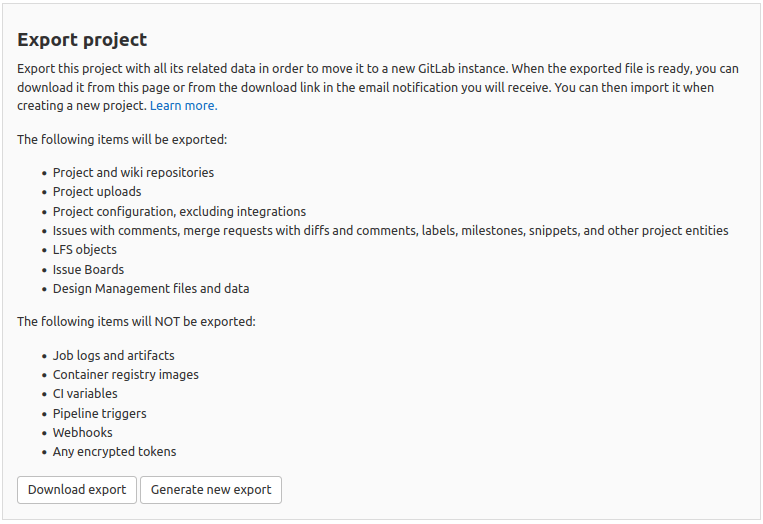 Export project
Export this project with all its related data in order to move it to a new GitLab instance. When the exported file is ready, you can
download it from this page or from the download link in the email notification you will receive. You can then import it when
creating a new project. Learn more.
The following items will be exported:
• Project and wiki repositories
• Project uploads
• Project configuration, excluding integrations
• Issues with comments, merge requests with diffs and comments, labels, milestones, snippets, and other project entities
• LFS objects
• Issue Boards
• Design Management files and data
The following items will NOT be exported:
• Job logs and artifacts
• Container registry images
• CI variables
• Pipeline triggers
• Webhooks
• Any encrypted tokens
Download export Generate new export